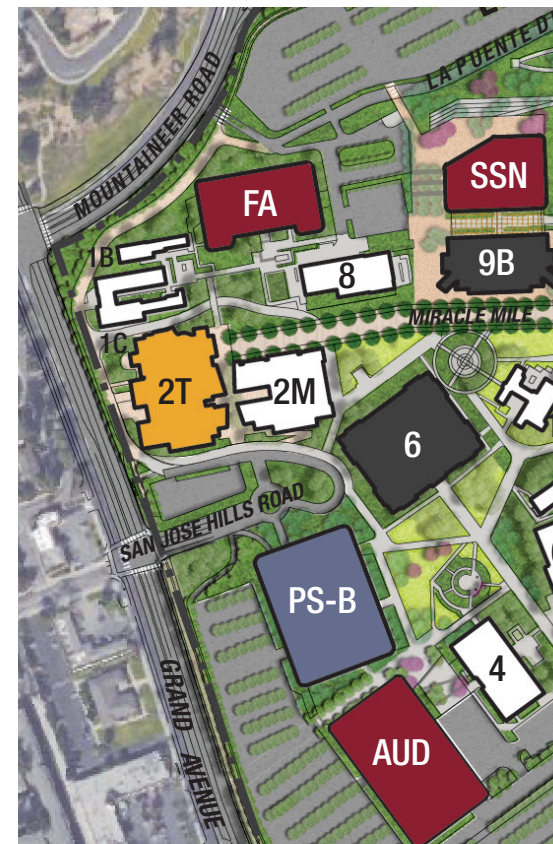 LA PUENTE D
MOUNTAINEER ROAD
SSN
FA
1B
9B
8
MIRACLE MILE
1C
2T
2M
6
SAN JOSE HILLS ROAD
PS-B
4
GRAND AVENUE
AUD